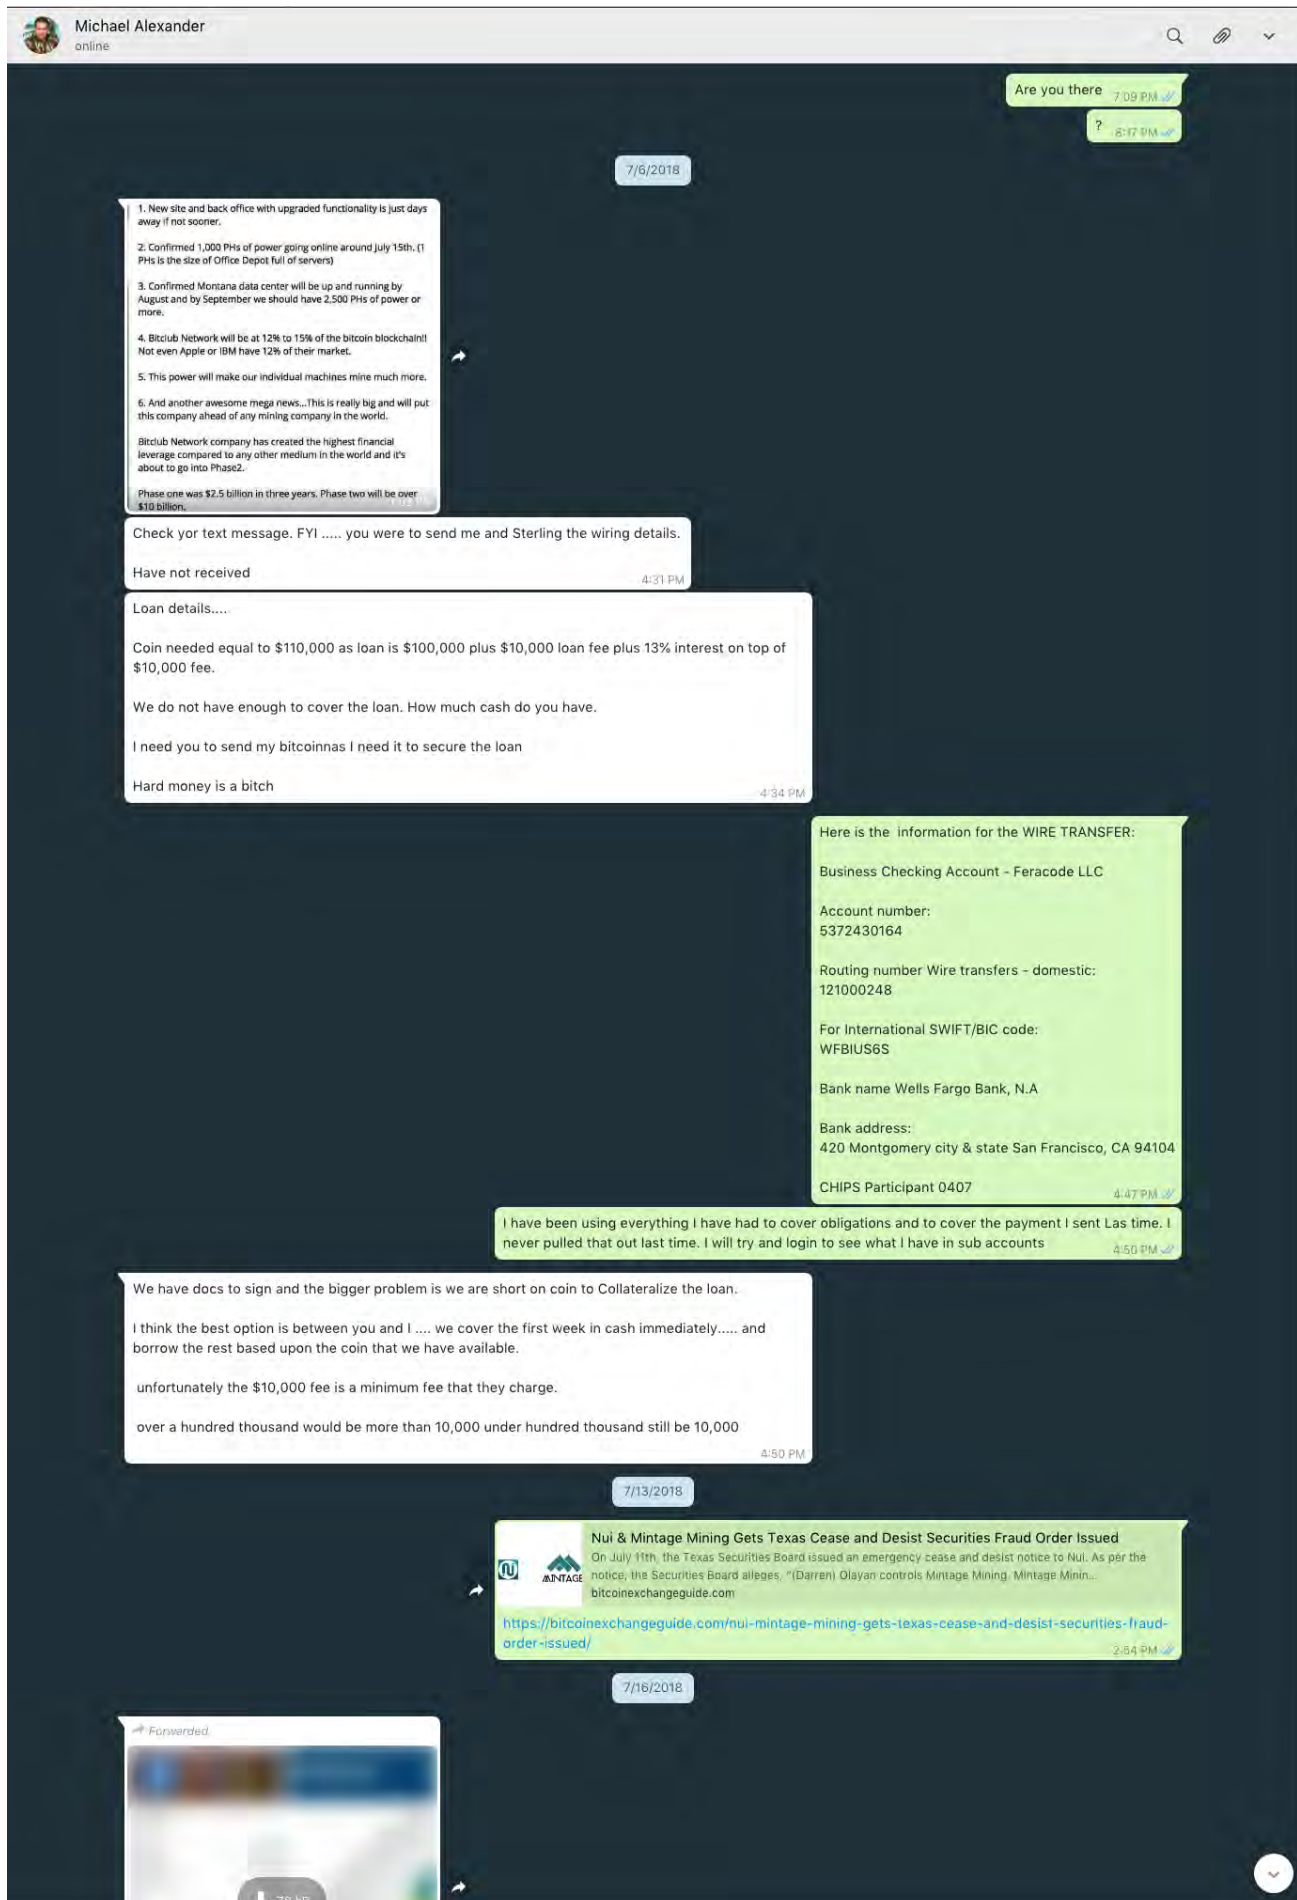 Michael Alexander
online
Are you there 7:09 PM
? 8:17 PM
7/6/2018
1. New site and back office with upgraded functionality is just days
away if not sooner.
2. Confirmed 1,000 PHs of power going online around July 15th. (1
PHs is the size of Office Depot full of servers)
3. Confirmed Montana data center will be up and running by
August and by September we should have 2,500 PHs of power or
more.
4. Bitclub Network will be at 12% to 15% of the bitcoin blockchain!!
Not even Apple or IBM have 12% of their market.
5. This power will make our individual machines mine much more.
6. And another awesome mega news...This is really big and will put
this company ahead of any mining company in the world.
Bitclub Network company has created the highest financial
leverage compared to any other medium in the world and it's
about to go into Phase2.
Phase one was $2.5 billion in three years. Phase two will be over
$10 billion.
Check yor text message. FYI ..... you were to send me and Sterling the wiring details.
Have not received
4:31 PM
Loan details....
Coin needed equal to $110,000 as loan is $100,000 plus $10,000 loan fee plus 13% interest on top of
$10,000 fee.
We do not have enough to cover the loan. How much cash do you have.
I need you to send my bitcoinnas I need it to secure the loan
Hard money is a bitch
4:34 PM
Here is the information for the WIRE TRANSFER:
Business Checking Account - Feracode LLC
Account number:
5372430164
Routing number Wire transfers - domestic:
121000248
For International SWIFT/BIC code:
WFBIUS6S
Bank name Wells Fargo Bank, N.A
Bank address:
420 Montgomery city & state San Francisco, CA 94104
CHIPS Participant 0407
4:47 PM
I have been using everything I have had to cover obligations and to cover the payment I sent Las time. I
never pulled that out last time. I will try and login to see what I have in sub accounts
4:50 PM
We have docs to sign and the bigger problem is we are short on coin to Collateralize the loan.
I think the best option is between you and I .... we cover the first week in cash immediately..... and
borrow the rest based upon the coin that we have available.
unfortunately the $10,000 fee is a minimum fee that they charge.
over a hundred thousand would be more than 10,000 under hundred thousand still be 10,000
4:50 PM
7/13/2018
Nui & Mintage Mining Gets Texas Cease and Desist Securities Fraud Order Issued
On July 11th, the Texas Securities Board issued an emergency cease and desist notice to Nui. As per the
notice, the Securities Board alleges, "(Darren) Olayan controls Mintage Mining. Mintage Minin...
bitcoinexchangeguide.com
MINTAGE
https://bitcoinexchangeguide.com/nui-mintage-mining-gets-texas-cease-and-desist-securities-fraud-
order-issued/
2:54 PM
7/16/2018
Forwarded